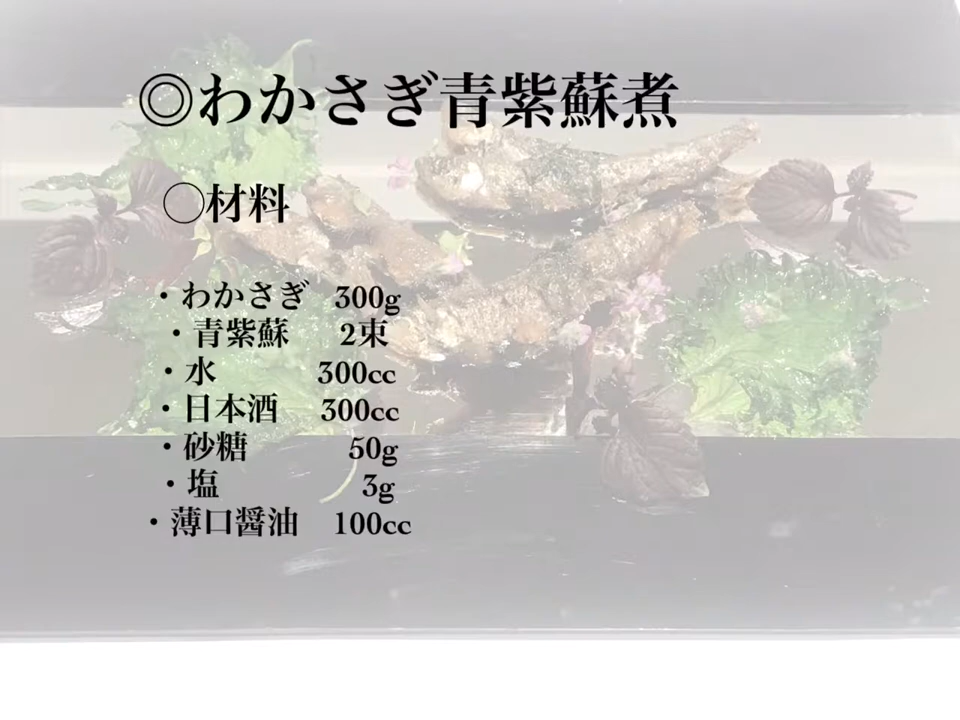 ◎わかさぎ青紫蘇煮
◯材料
・わかさぎ 300g
・青紫蘇 2束
・水 300cc
・日本酒 300cc
・砂糖 50g
・塩 3g
・薄口醤油 100cc